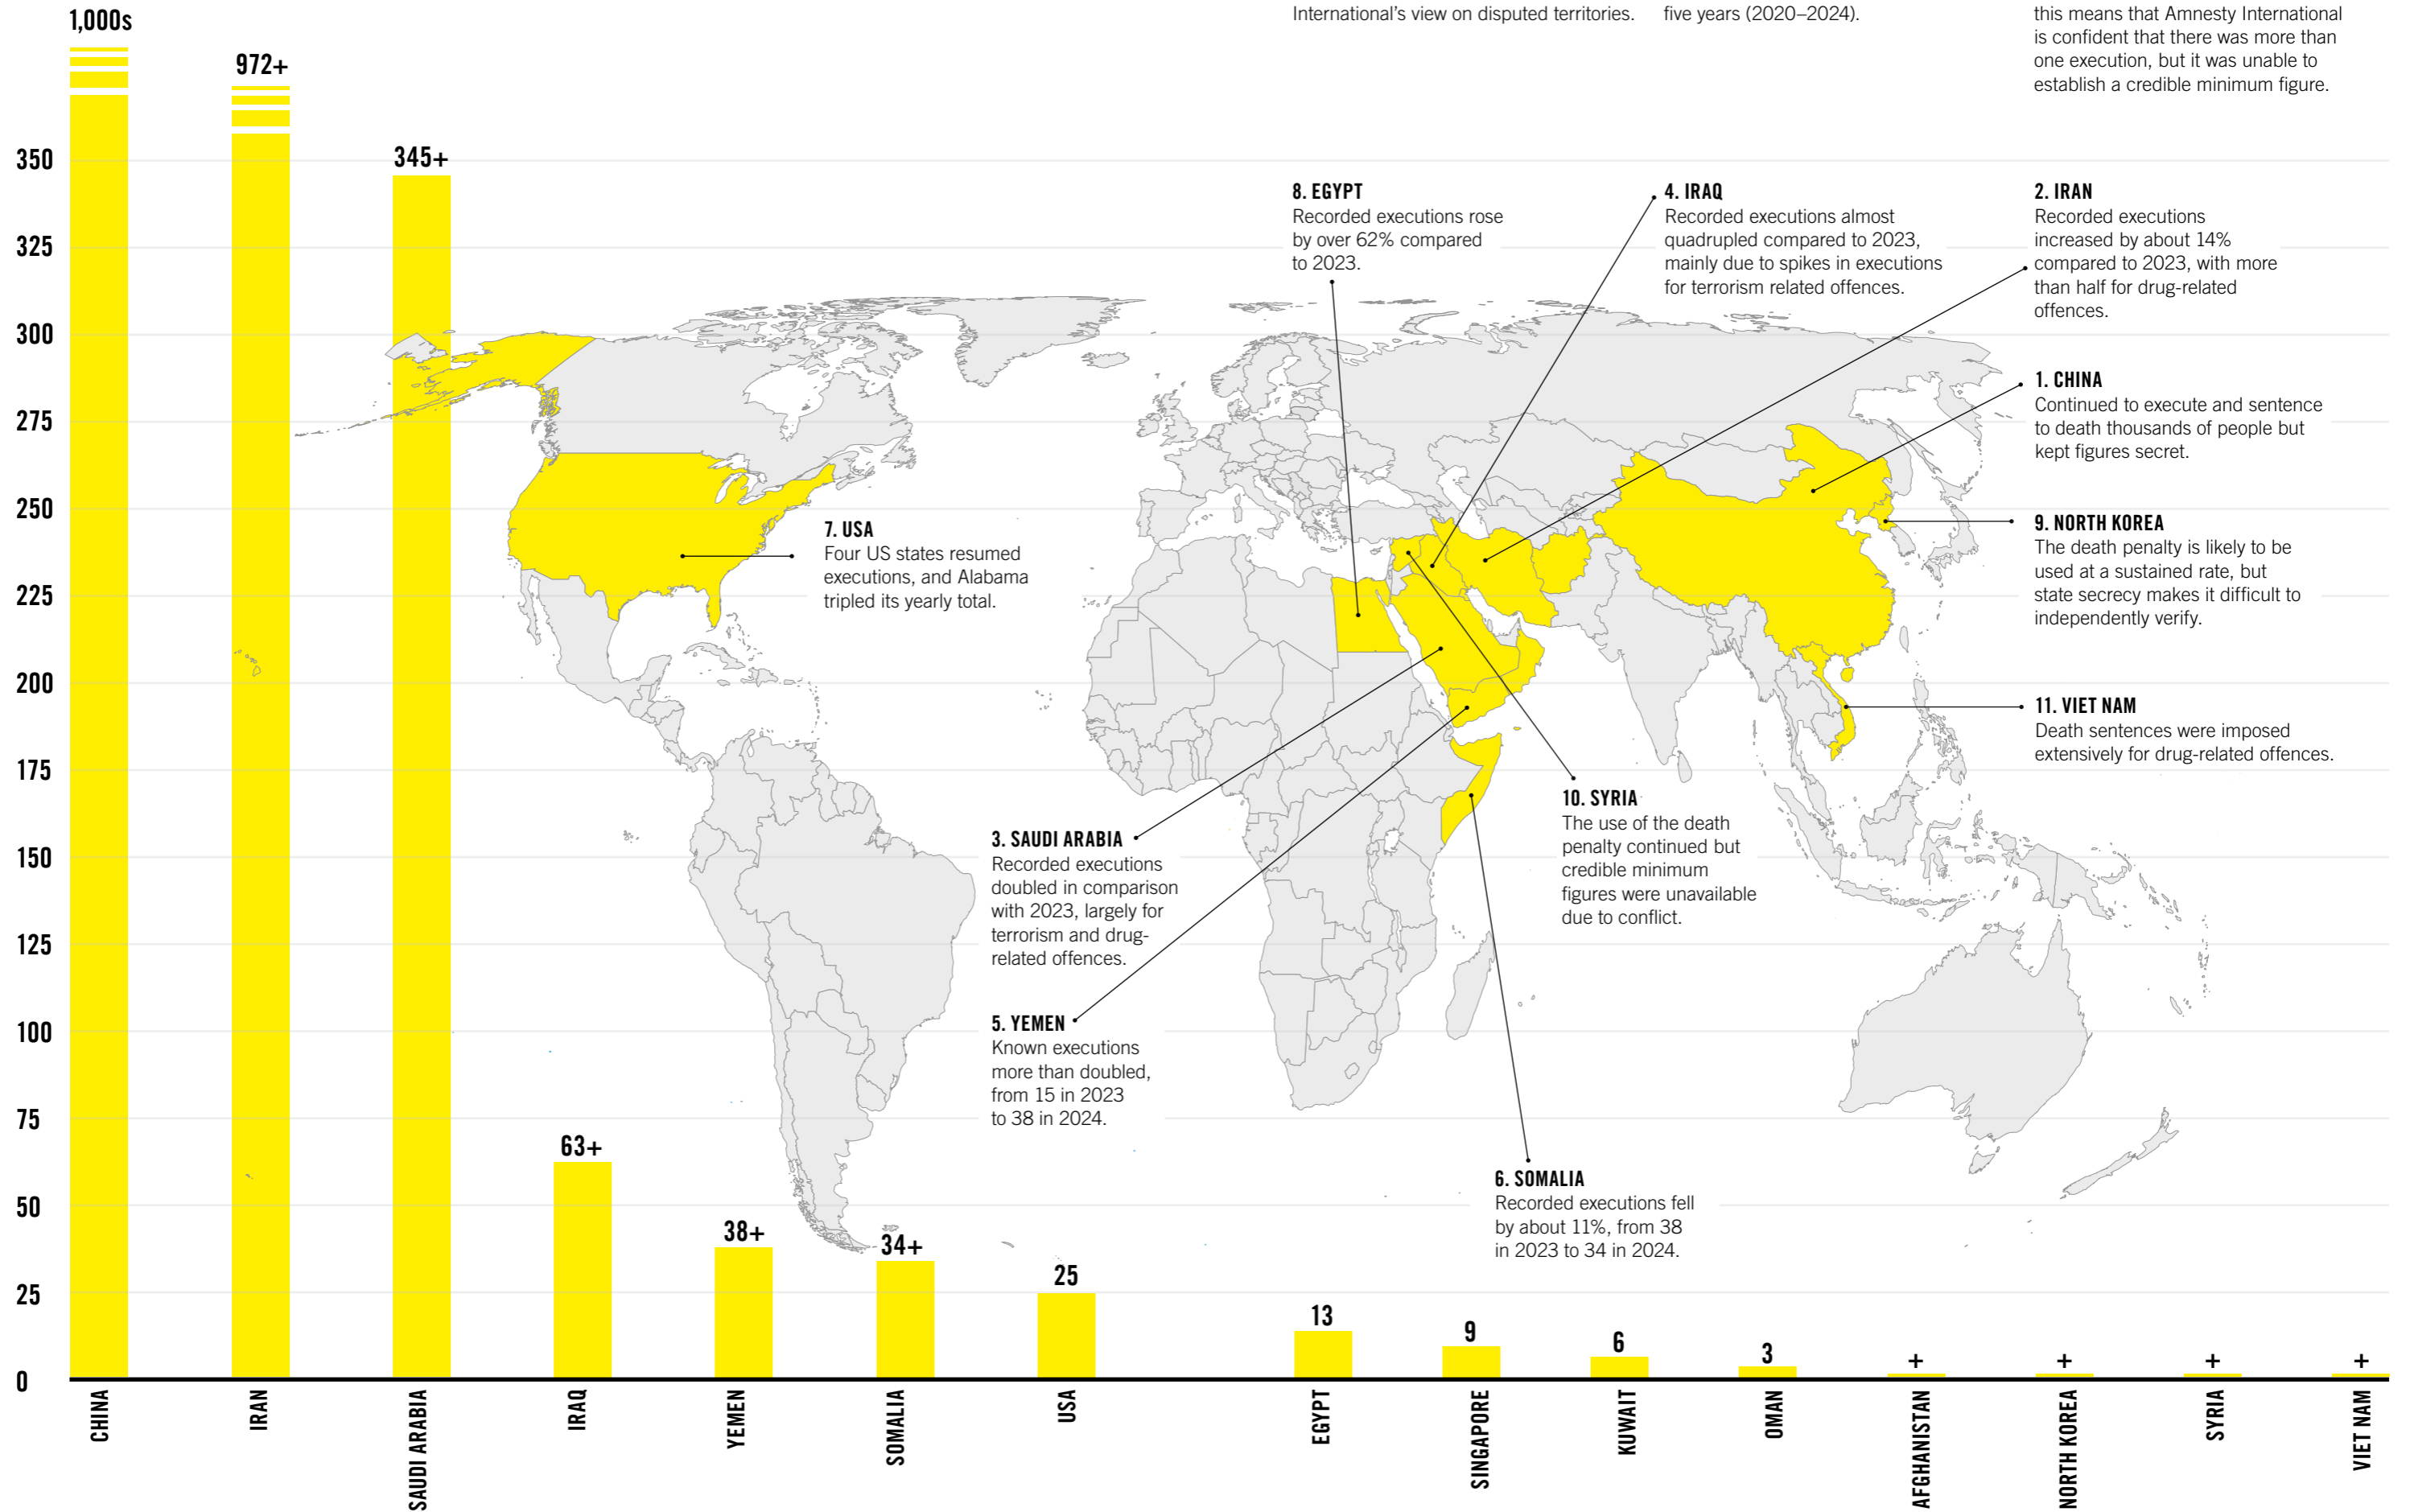 International’s view on disputed territories.
five years (2020–2024).
this means that Amnesty International
is confident that there was more than
one execution, but it was unable to
establish a credible minimum figure.
1,000s
972+
345+
63+
38+
34+
25
13
9
6
3
+
+
+
+
350
325
300
275
250
225
200
175
150
125
100
75
50
25
0
8. EGYPT
Recorded executions rose
by over 62% compared
to 2023.
4. IRAQ
Recorded executions almost
quadrupled compared to 2023,
mainly due to spikes in executions
for terrorism related offences.
2. IRAN
Recorded executions
increased by about 14%
compared to 2023, with more
than half for drug-related
offences.
1. CHINA
Continued to execute and sentence
to death thousands of people but
kept figures secret.
7. USA
Four US states resumed
executions, and Alabama
tripled its yearly total.
9. NORTH KOREA
The death penalty is likely to be
used at a sustained rate, but
state secrecy makes it difficult to
independently verify.
11. VIET NAM
Death sentences were imposed
extensively for drug-related offences.
10. SYRIA
The use of the death
penalty continued but
credible minimum
figures were unavailable
due to conflict.
3. SAUDI ARABIA
Recorded executions
doubled in comparison
with 2023, largely for
terrorism and drug-
related offences.
5. YEMEN
Known executions
more than doubled,
from 15 in 2023
to 38 in 2024.
6. SOMALIA
Recorded executions fell
by about 11%, from 38
in 2023 to 34 in 2024.
CHINA
IRAN
SAUDI ARABIA
IRAQ
YEMEN
SOMALIA
USA
EGYPT
SINGAPORE
KUWAIT
OMAN
AFGHANISTAN
NORTH KOREA
SYRIA
VIET NAM